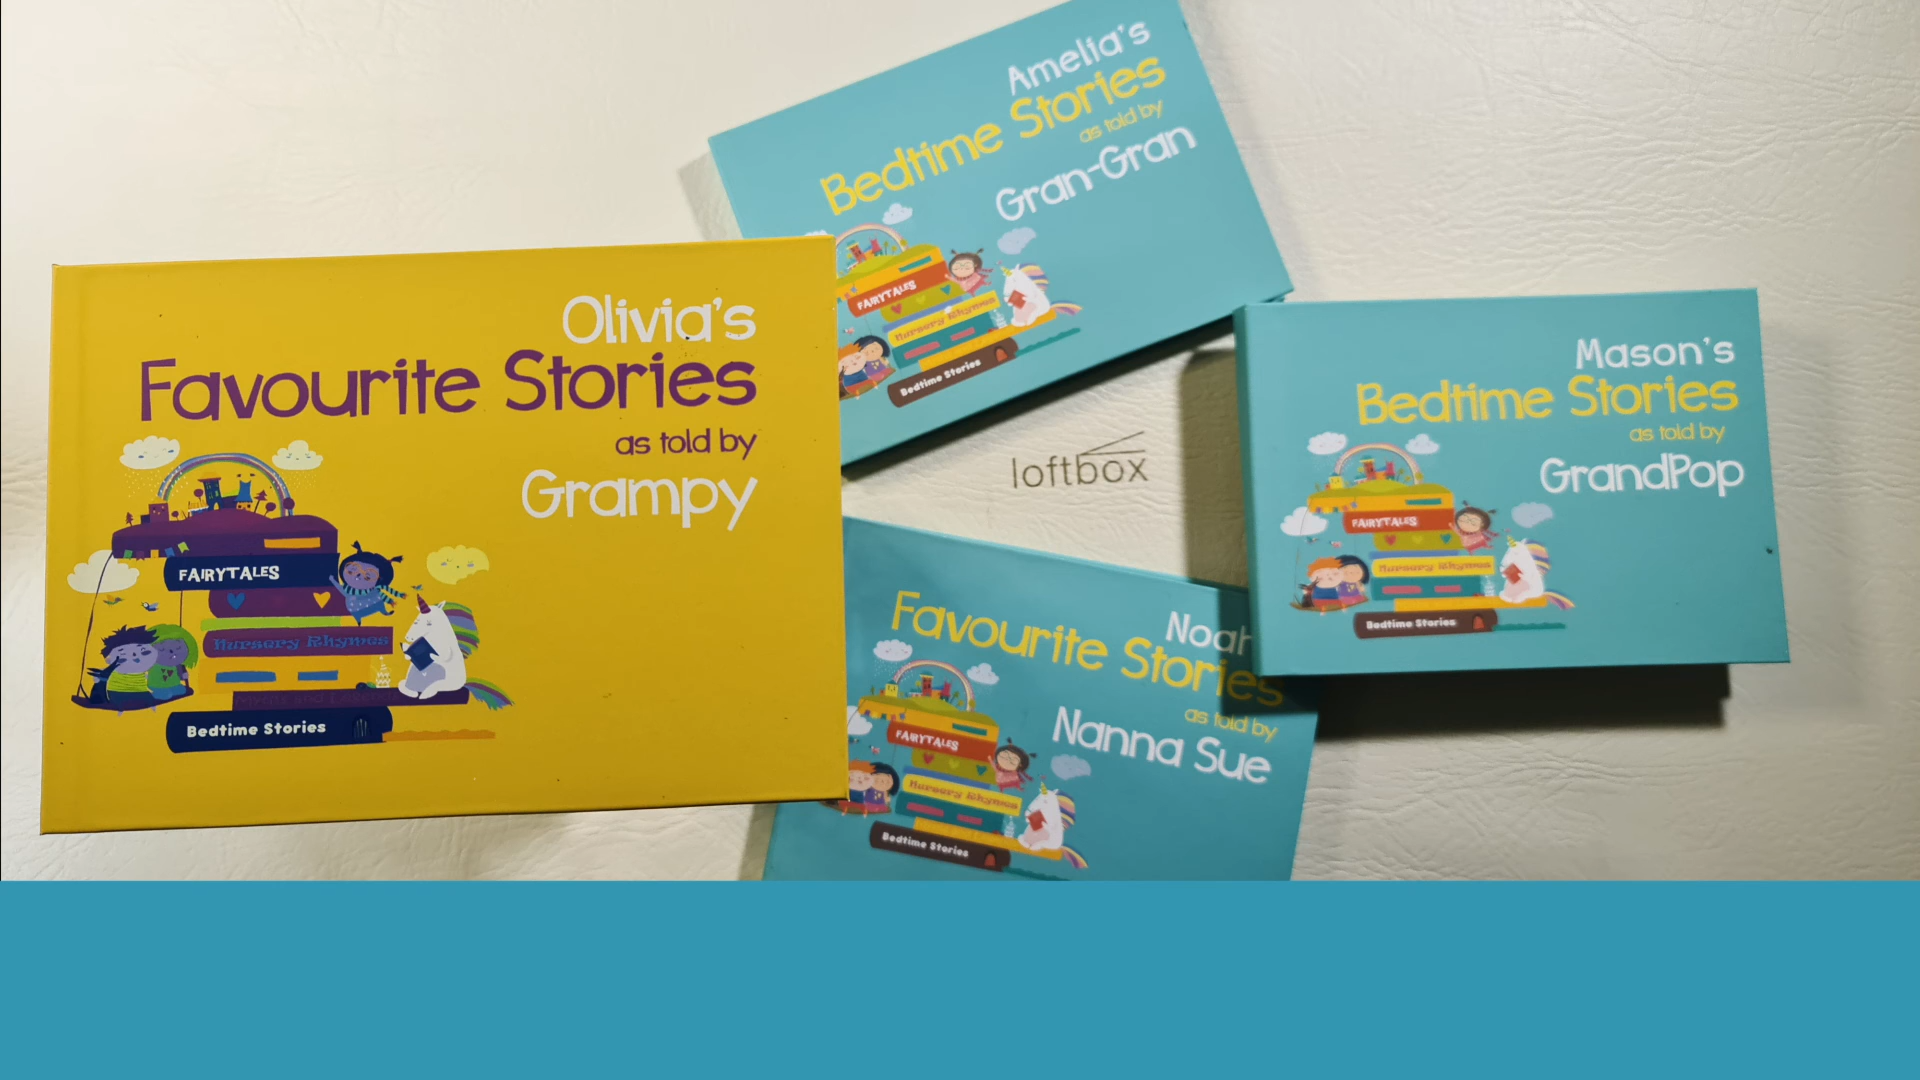 Amelia's
Bedtime Stories
as told by
Gran-Gran
FAIRYTALES
Nursery Rhymes
Bedtime Stories
Olivia's
Favourite Stories
as told by
Grampy
FAIRYTALES
Nursery Rhymes
Bedtime Stories
loftbox
Mason's
Bedtime Stories
as told by
GrandPop
FAIRYTALES
Nursery Rhymes
Bedtime Stories
Favourite Stories
as told by
Nanna Sue
FAIRYTALES
Nursery Rhymes
Bedtime Stories